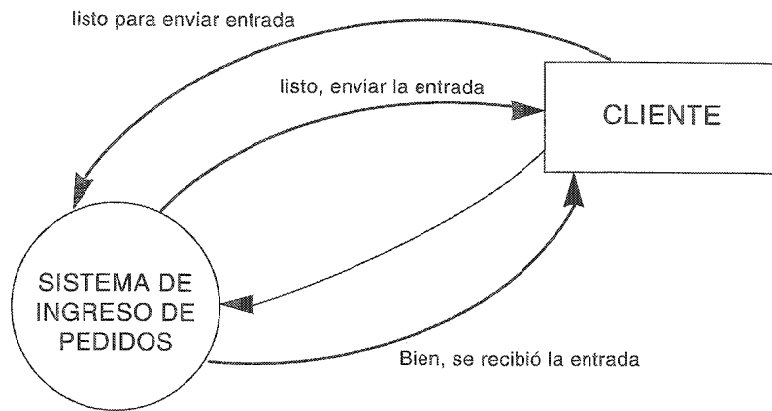 listo para enviar entrada
listo, enviar la entrada
CLIENTE
SISTEMA DE
INGRESO DE
PEDIDOS
Bien, se recibió la entrada